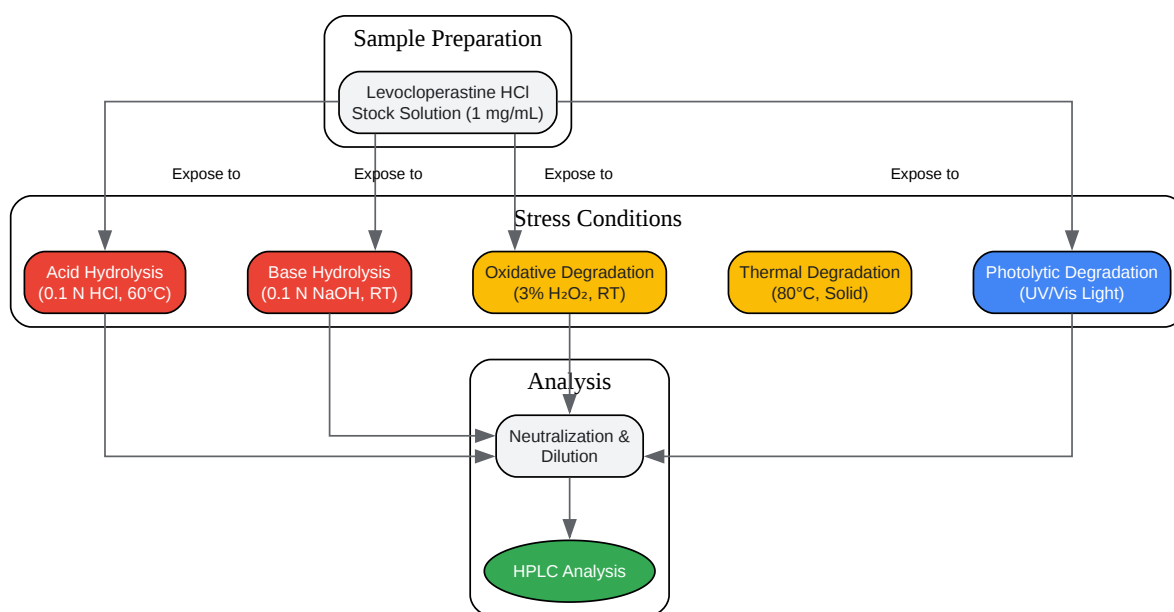 Sample Preparation
Levocloperastine HCl
Stock Solution (1 mg/mL)
Expose to
Expose to
Expose to
Expose to
Stress Conditions
Acid Hydrolysis
(0.1 N HCl, 60°C)
Base Hydrolysis
(0.1 N NaOH, RT)
Oxidative Degradation
(3% H₂O₂, RT)
Thermal Degradation
(80°C, Solid)
Photolytic Degradation
(UV/Vis Light)
Analysis
Neutralization &
Dilution
HPLC Analysis